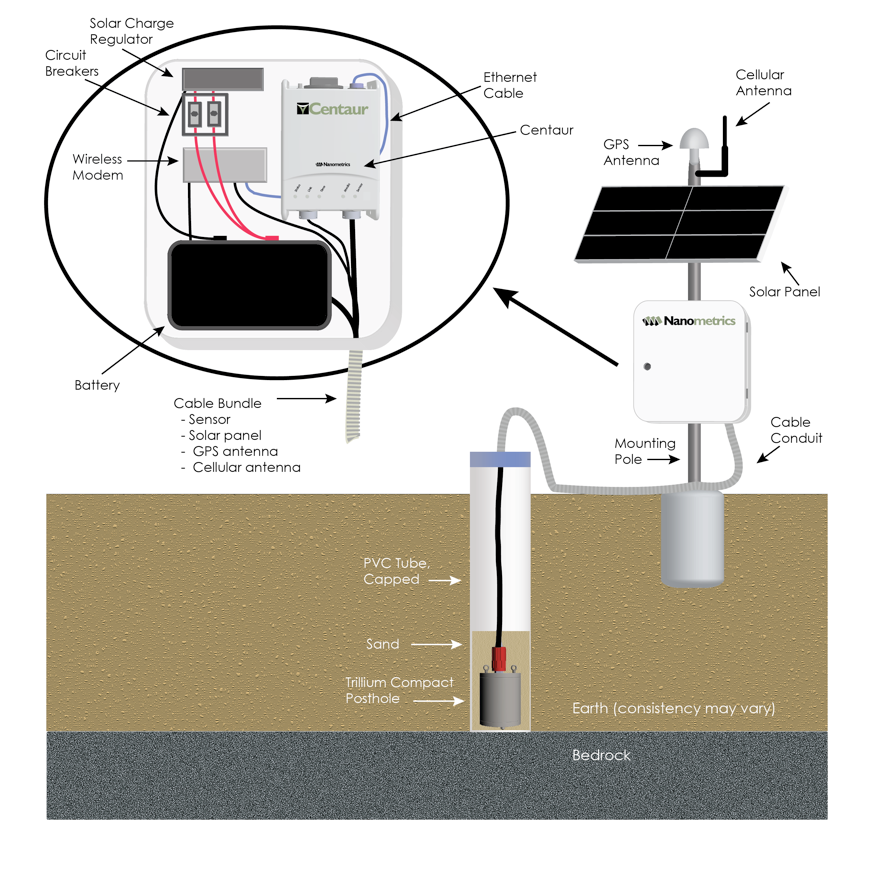 Solar Charge
Regulator
Circuit
Breakers
Wireless
Modem
Centaur
Nanometrics
Ethernet
Cable
Centaur
Battery
Cable Bundle
- Sensor
- Solar panel
- GPS antenna
- Cellular antenna
Cellular
Antenna
GPS
Antenna
Solar Panel
Nanometrics
Mounting
Pole
Cable
Conduit
PVC Tube,
Capped
Sand
Trillium Compact
Posthole
Earth (consistency may vary)
Bedrock